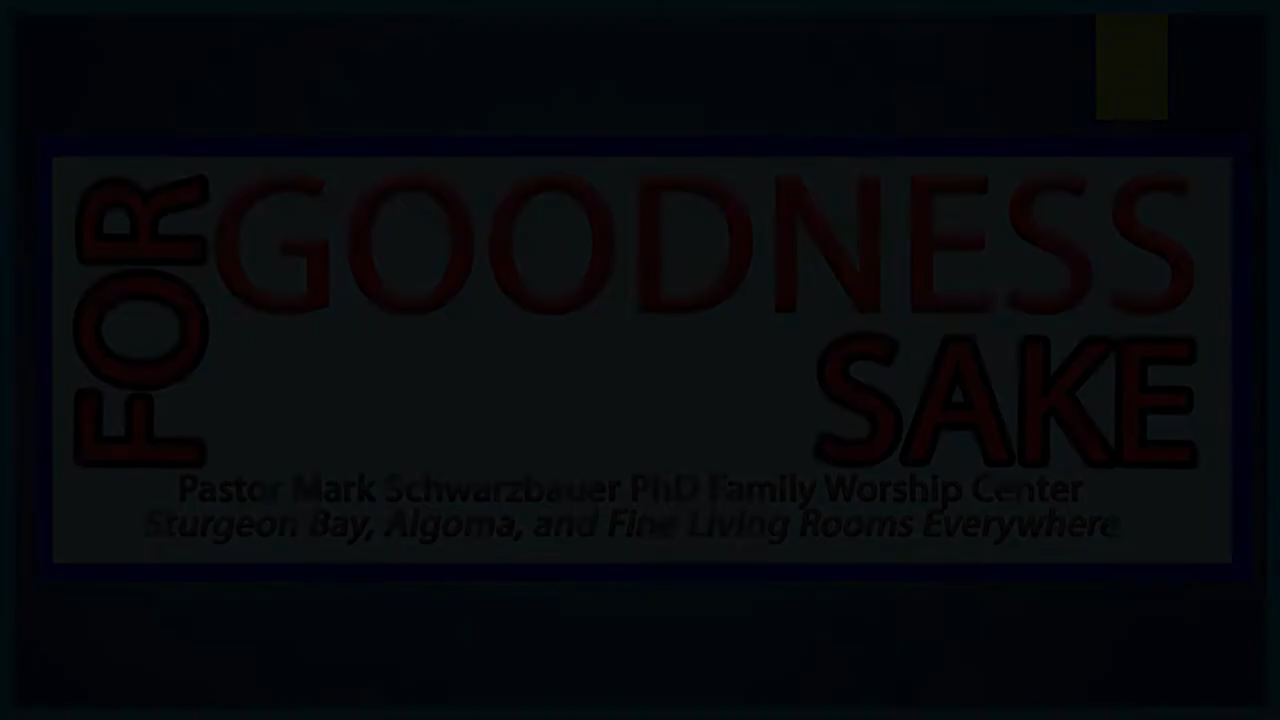 FOR
GOODNESS
SAKE
Pastor Mark Schwarzbauer PhD Family Worship Center
Sturgeon Bay, Algoma, and Fine Living Rooms Everywhere